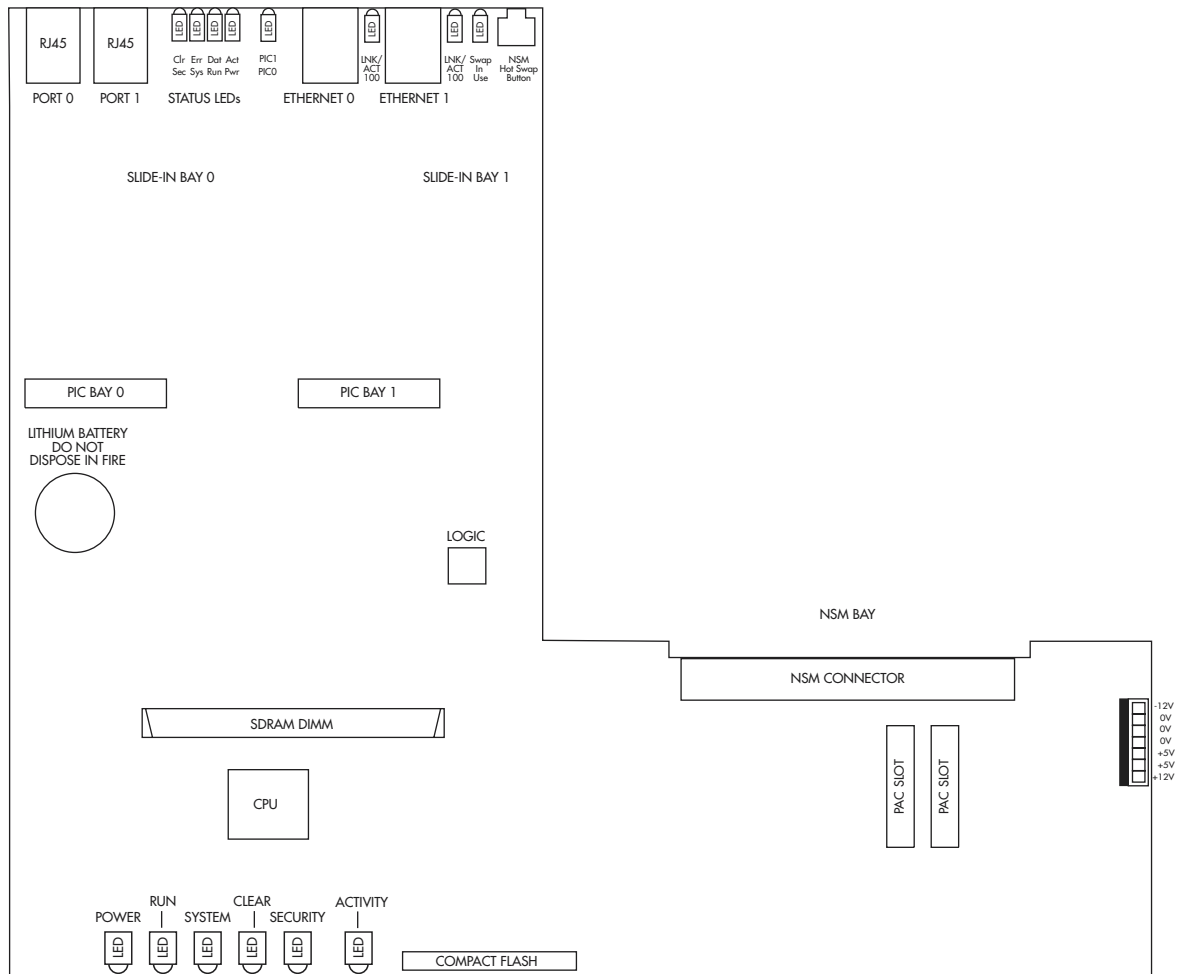 RJ45
RJ45
LED
LED
LED
LED
LED
LED
LED
LED
Clr Err Dat Act
Sec Sys Run Pwr
PIC1
PIC0
LNK/
ACT
100
LNK/
ACT
100
Swap
In
Use
NSM
Hot Swap
Button
PORT 0
PORT 1
STATUS LEDs
ETHERNET 0
ETHERNET 1
SLIDE-IN BAY 0
SLIDE-IN BAY 1
PIC BAY 0
PIC BAY 1
LITHIUM BATTERY
DO NOT
DISPOSE IN FIRE
LOGIC
NSM BAY
NSM CONNECTOR
-12V
0V
0V
0V
+5V
+5V
+12V
SDRAM DIMM
PAC SLOT
PAC SLOT
CPU
RUN
CLEAR
ACTIVITY
POWER
SYSTEM
SECURITY
LED
LED
LED
LED
LED
LED
COMPACT FLASH